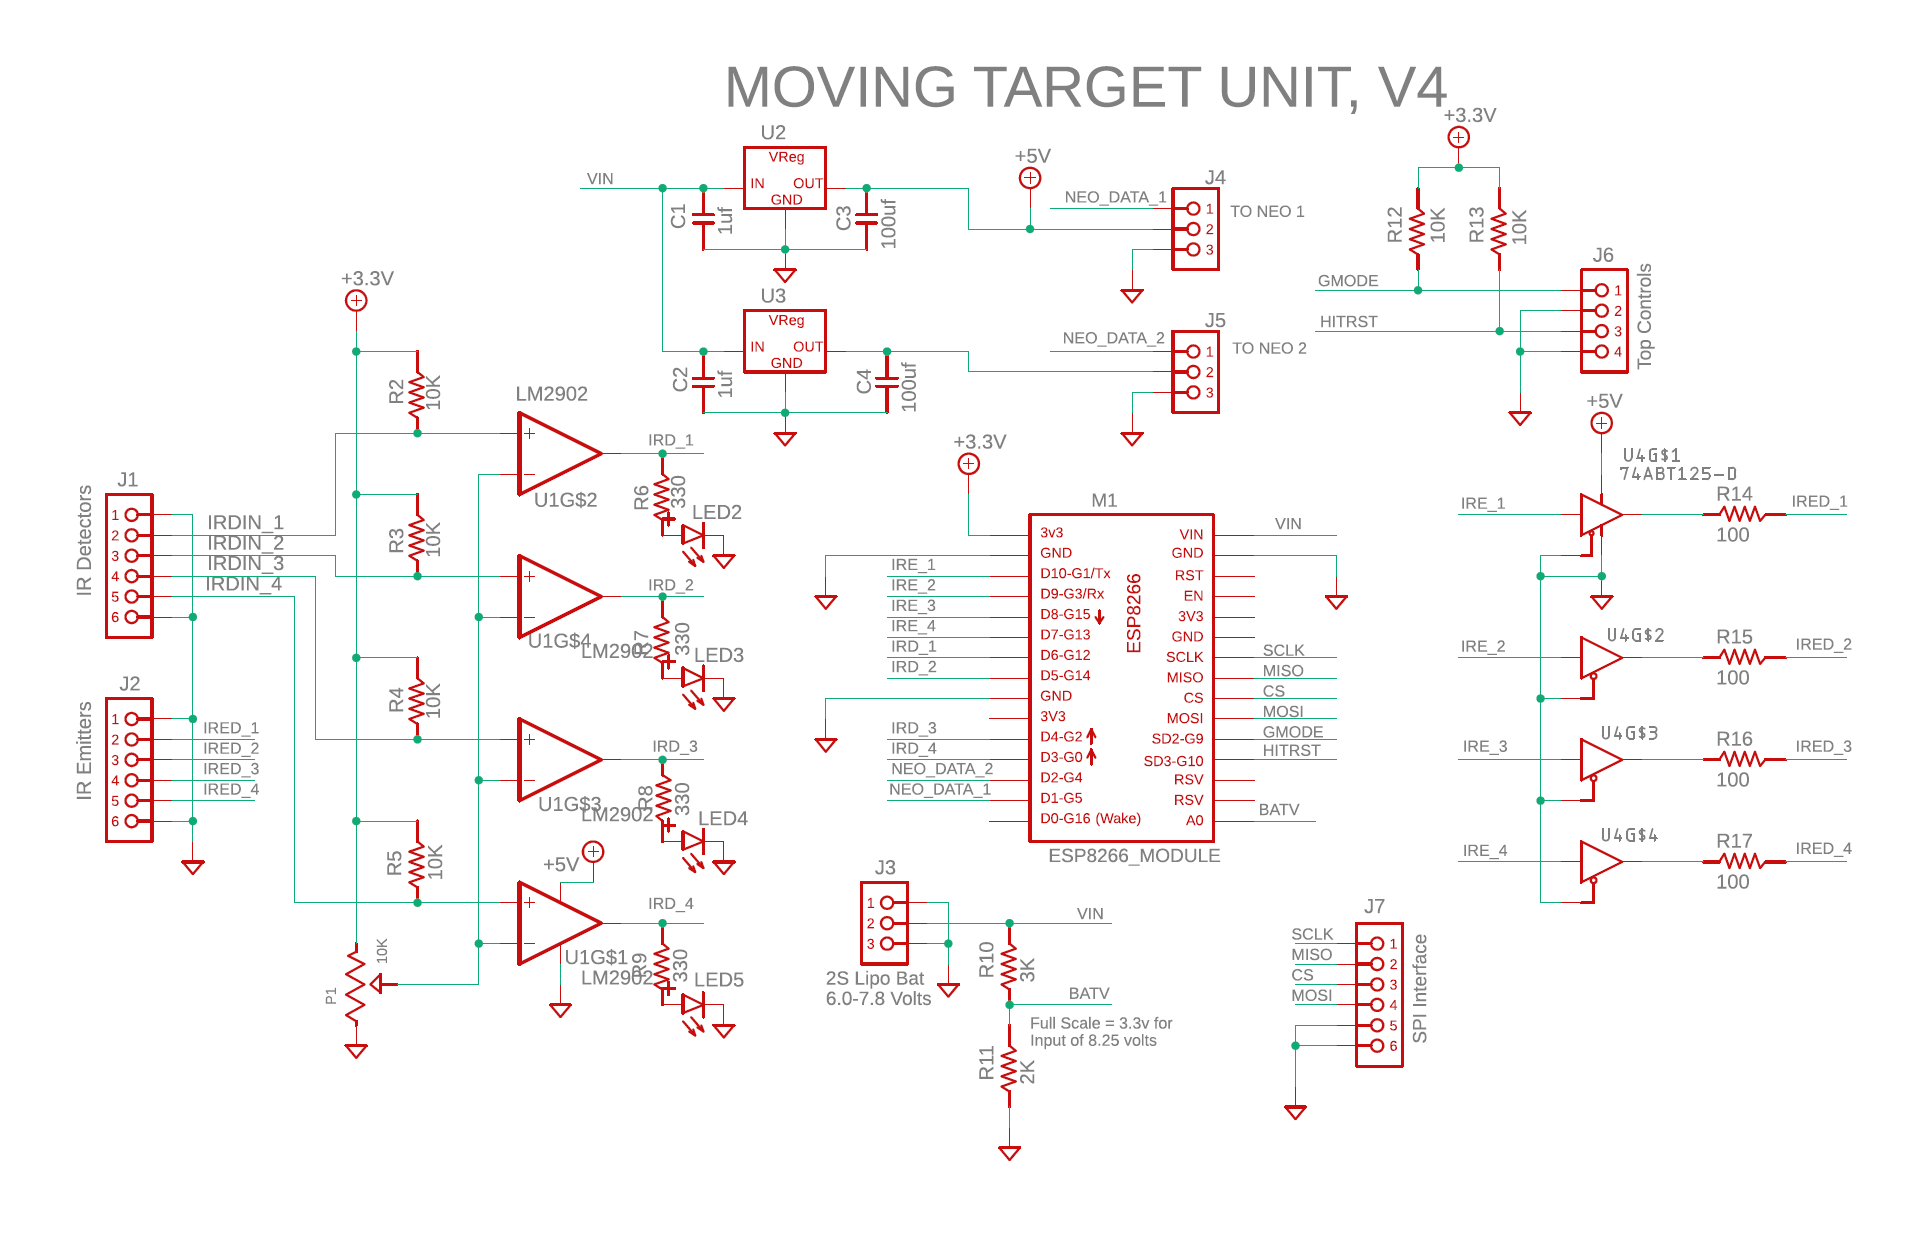 MOVING TARGET UNIT, V4
U2
VReg
IN
OUT
GND
VIN
C1
1uf
C3
100uf
+5V
NEO_DATA_1
J4
1
2
3
TO NEO 1
U3
VReg
IN
OUT
GND
C2
1uf
C4
100uf
NEO_DATA_2
J5
1
2
3
TO NEO 2
+3.3V
R12
10K
R13
10K
GMODE
HITRST
J6
1
2
3
4
Top Controls
+3.3V
R2
10K
R3
10K
R4
10K
R5
10K
P1
10K
J1
IR Detectors
1
2
3
4
5
6
IRDIN_1
IRDIN_2
IRDIN_3
IRDIN_4
J2
IR Emitters
1
2
3
4
5
6
IRED_1
IRED_2
IRED_3
IRED_4
LM2902
U1G$2
IRD_1
R6
330
LED2
U1G$4
LM2902
IRD_2
R7
330
LED3
U1G$3
LM2902
IRD_3
R8
330
LED4
+5V
U1G$1
LM2902
IRD_4
R9
330
LED5
+3.3V
M1
ESP8266
3v3
GND
D10-G1/Tx
D9-G3/Rx
D8-G15
D7-G13
D6-G12
D5-G14
GND
3V3
D4-G2
D3-G0
D2-G4
D1-G5
D0-G16 (Wake)
VIN
GND
RST
EN
3V3
GND
SCLK
MISO
CS
MOSI
SD2-G9
SD3-G10
RSV
RSV
A0
ESP8266_MODULE
IRE_1
IRE_2
IRE_3
IRE_4
IRD_1
IRD_2
IRD_3
IRD_4
NEO_DATA_2
NEO_DATA_1
VIN
SCLK
MISO
CS
MOSI
GMODE
HITRST
BATV
J3
1
2
3
2S Lipo Bat
6.0-7.8 Volts
VIN
R10
3K
BATV
Full Scale = 3.3v for
Input of 8.25 volts
R11
2K
J7
SCLK
MISO
CS
MOSI
1
2
3
4
5
6
SPI Interface
+5V
U4G$1
74ABT125-D
IRE_1
R14
100
IRED_1
U4G$2
IRE_2
R15
100
IRED_2
U4G$3
IRE_3
R16
100
IRED_3
U4G$4
IRE_4
R17
100
IRED_4